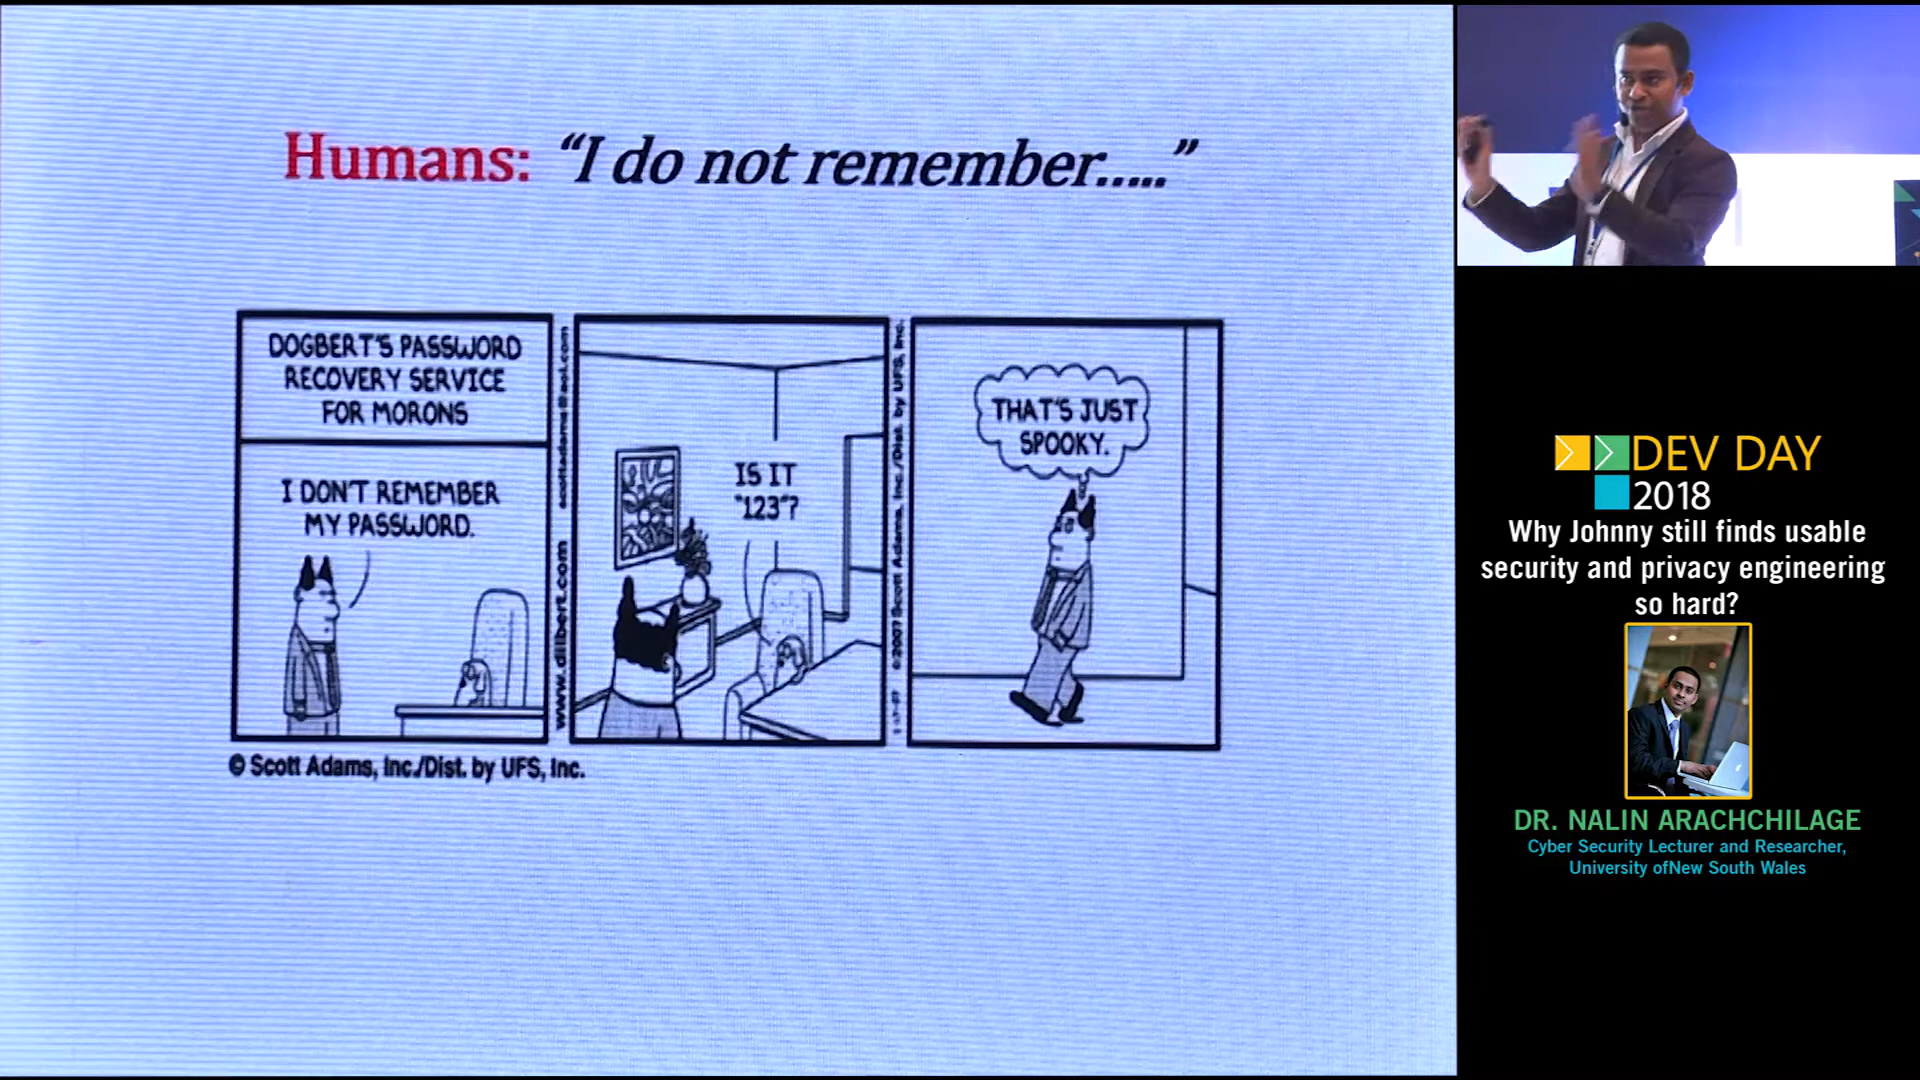 Humans: “I do not remember.....”
DOGBERT'S PASSWORD
RECOVERY SERVICE
FOR MORONS
I DON'T REMEMBER
MY PASSWORD.
www.dilbert.com scottadams@aol.com
IS IT
"123"?
©2007 Scott Adams, Inc./Dist. by UFS, Inc.
THAT'S JUST
SPOOKY.
© Scott Adams, Inc./Dist. by UFS, Inc.
DEV DAY
2018
Why Johnny still finds usable
security and privacy engineering
so hard?
DR. NALIN ARACHCHILAGE
Cyber Security Lecturer and Researcher,
University ofNew South Wales